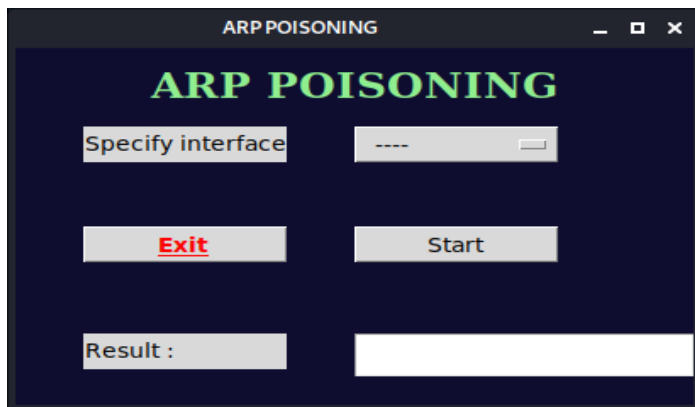 ARP POISONING
ARP POISONING
Specify interface ----
Exit Start
Result :